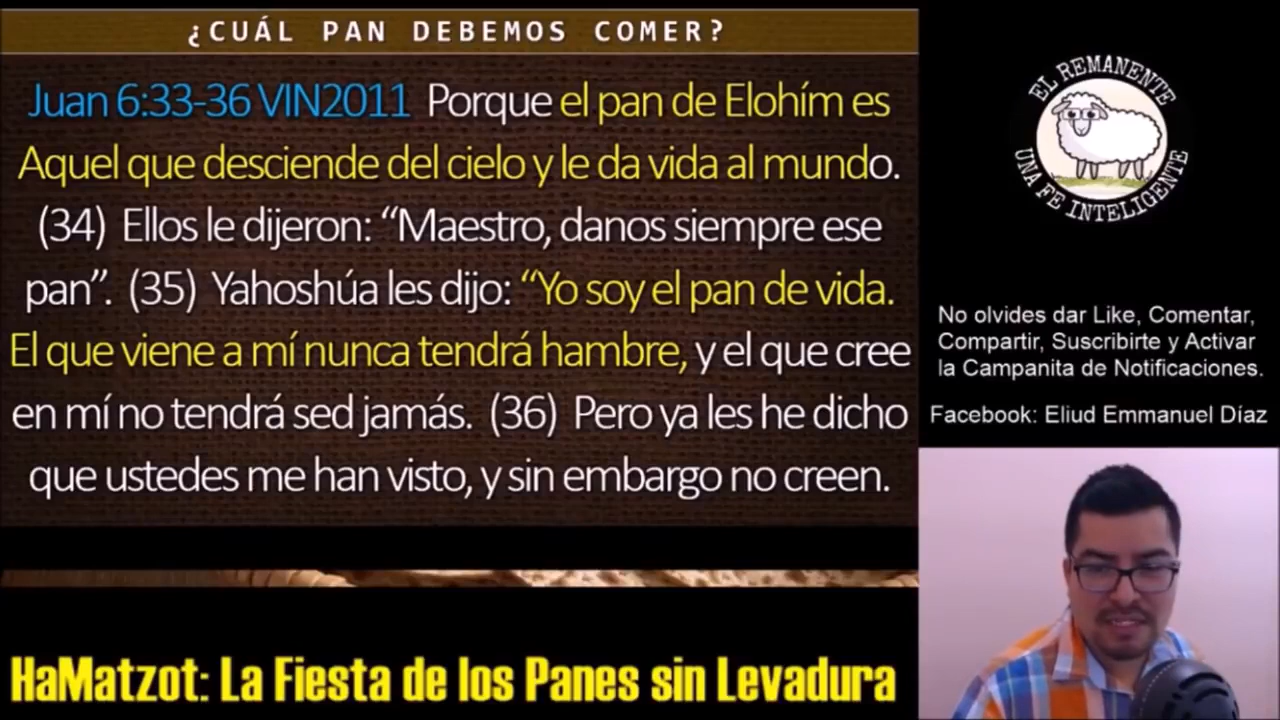 ¿CUÁL PAN DEBEMOS COMER?
Juan 6:33-36 VIN2011 Porque el pan de Elohím es
Aquel que desciende del cielo y le da vida al mundo.
(34) Ellos le dijeron: “Maestro, danos siempre ese
pan”. (35) Yahoshúa les dijo: “Yo soy el pan de vida.
El que viene a mí nunca tendrá hambre, y el que cree
en mí no tendrá sed jamás. (36) Pero ya les he dicho
que ustedes me han visto, y sin embargo no creen.
HaMatzot: La Fiesta de los Panes sin Levadura
EL REMANENTE
UNA FE INTELIGENTE
No olvides dar Like, Comentar,
Compartir, Suscribirte y Activar
la Campanita de Notificaciones.
Facebook: Eliud Emmanuel Díaz